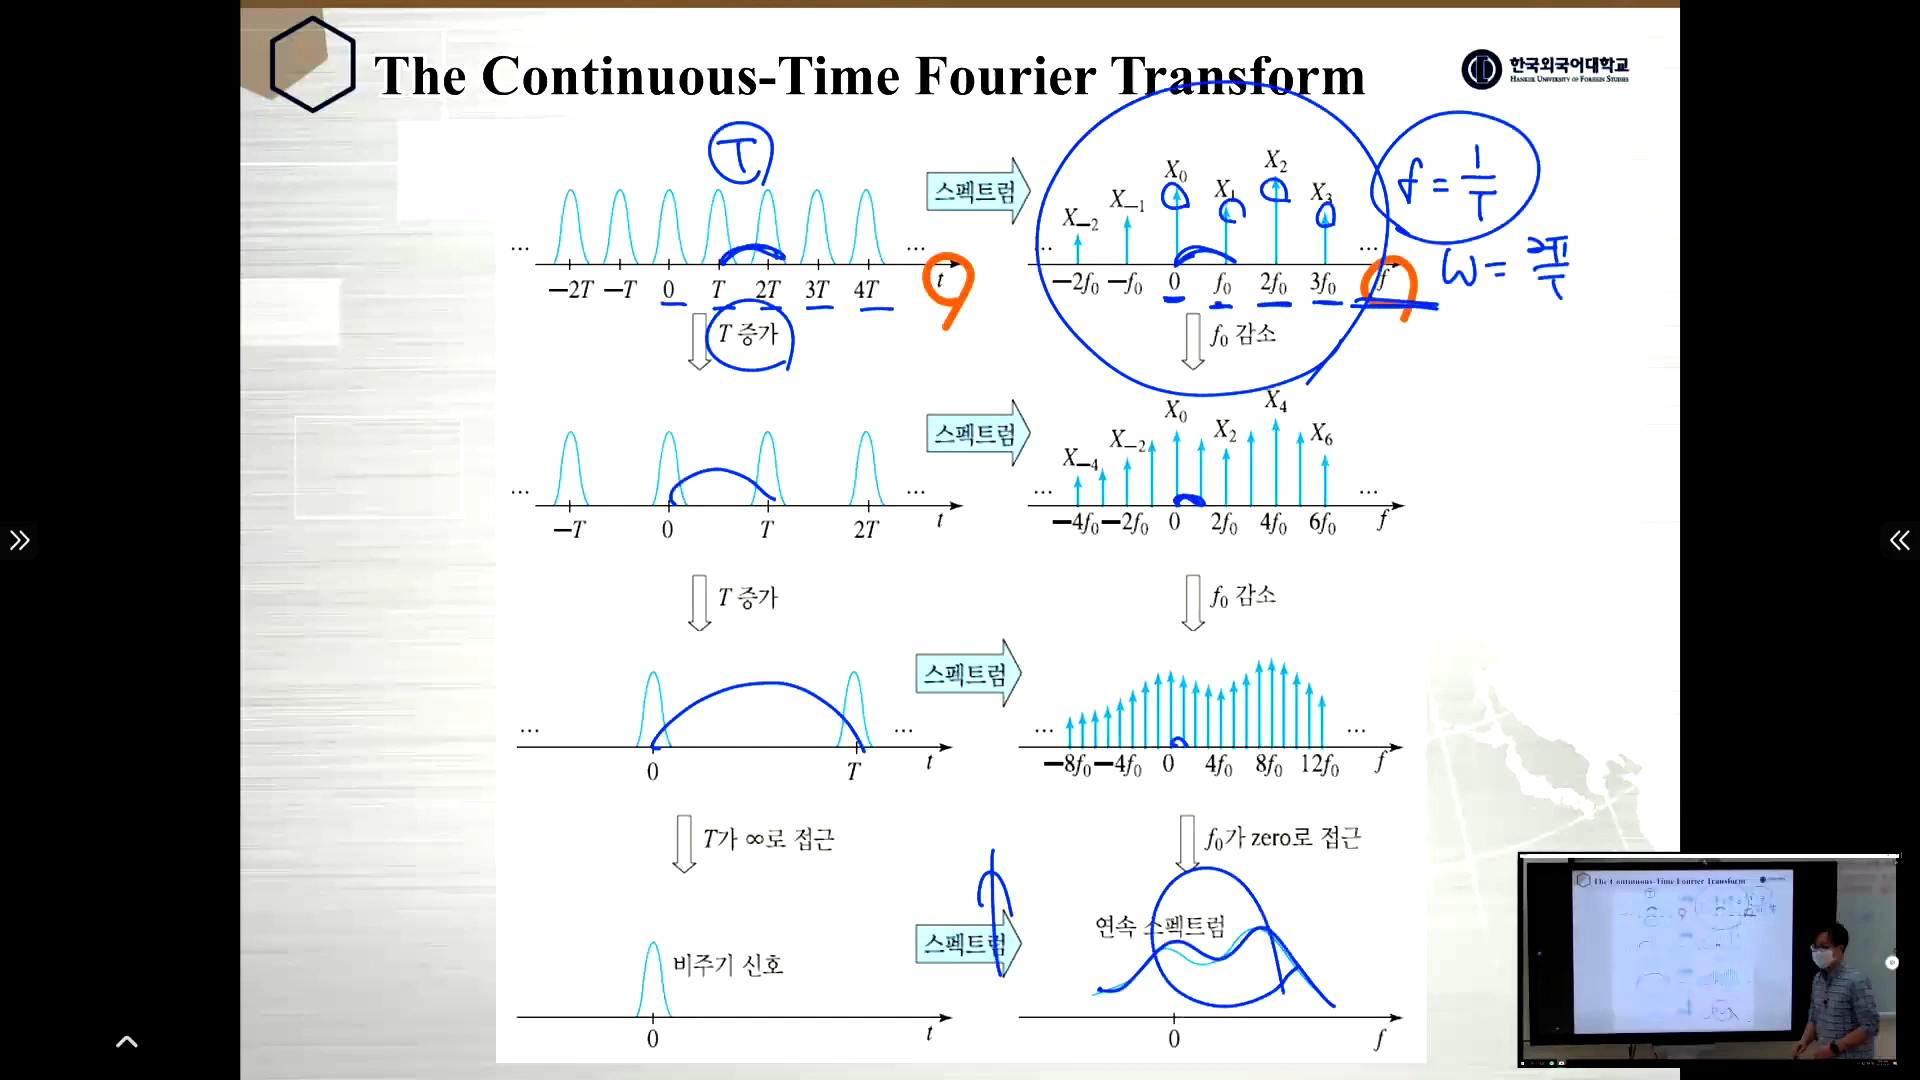 The Continuous-Time Fourier Transform
한국외국어대학교
HANKUK UNIVERSITY OF FOREIGN STUDIES
T
스펙트럼
X₋₂ X₋₁ X₀ X₁ X₂ X₃
f = 1/T
ω = 2π/T
... −2T −T 0 T 2T 3T 4T ... t
... −2f₀ −f₀ 0 f₀ 2f₀ 3f₀ ... f
T 증가
f₀ 감소
스펙트럼
X₋₄ X₋₂ X₀ X₂ X₄ X₆
... −T 0 T 2T ... t
... −4f₀ −2f₀ 0 2f₀ 4f₀ 6f₀ ... f
T 증가
f₀ 감소
스펙트럼
... 0 T ... t
... −8f₀ −4f₀ 0 4f₀ 8f₀ 12f₀ ... f
T가 ∞로 접근
f₀가 zero로 접근
비주기 신호
스펙트럼
연속 스펙트럼
0 t
0 f
The Continuous-Time Fourier Transform